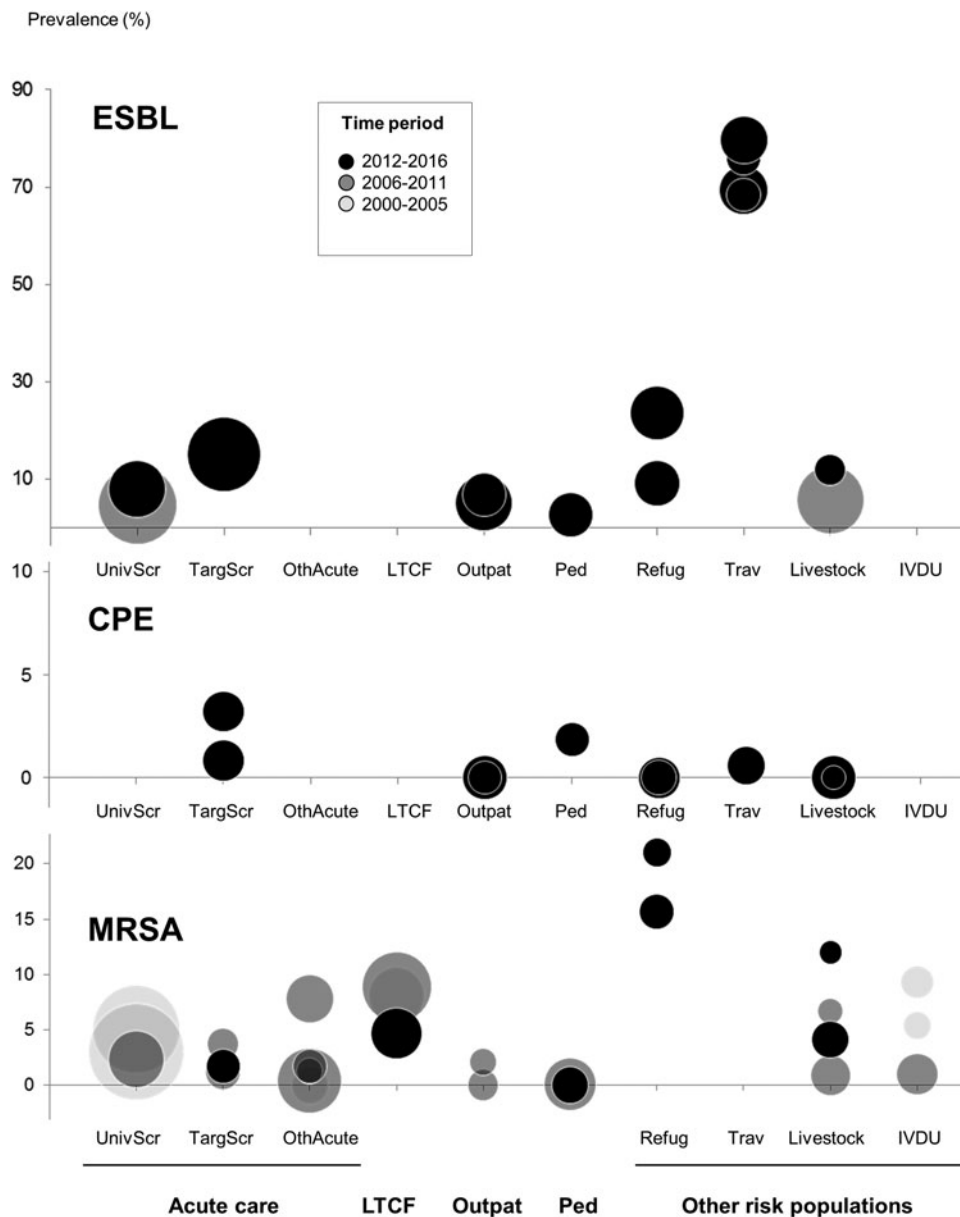 Prevalence (%)
90
ESBL
Time period
2012-2016
2006-2011
2000-2005
70
50
30
10
UnivScr TargScr OthAcute LTCF Outpat Ped Refug Trav Livestock IVDU
10
CPE
5
0
UnivScr TargScr OthAcute LTCF Outpat Ped Refug Trav Livestock IVDU
20
15
MRSA
10
5
0
UnivScr TargScr OthAcute Refug Trav Livestock IVDU
Acute care LTCF Outpat Ped Other risk populations